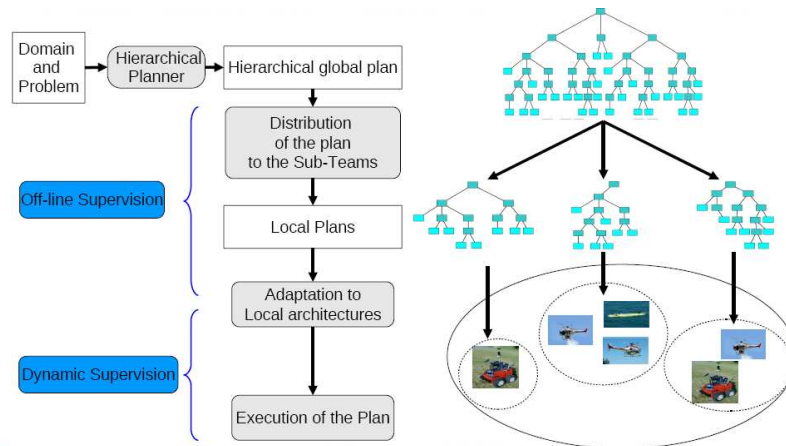 Domain
and
Problem
Hierarchical
Planner
Hierarchical global plan
Distribution
of the plan
to the Sub-Teams
Off-line Supervision
Local Plans
Adaptation to
Local architectures
Dynamic Supervision
Execution of the Plan